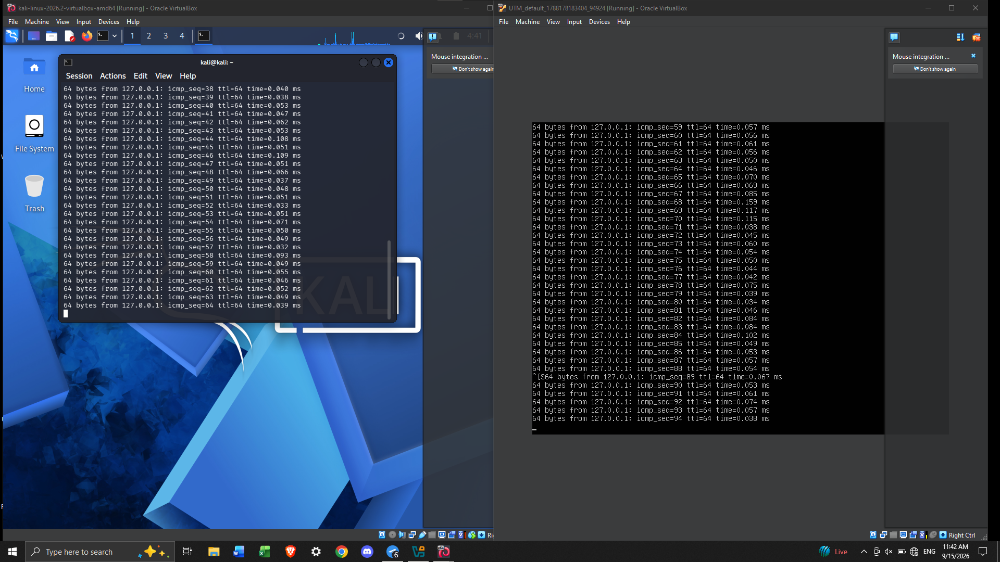 kali-linux-2026.2-virtualbox-amd64 [Running] - Oracle VirtualBox
File Machine View Input Devices Help
1 2 3 4
4:41
Home
File System
Trash
kali@kali: ~
Session Actions Edit View Help
64 bytes from 127.0.0.1: icmp_seq=38 ttl=64 time=0.040 ms
64 bytes from 127.0.0.1: icmp_seq=39 ttl=64 time=0.038 ms
64 bytes from 127.0.0.1: icmp_seq=40 ttl=64 time=0.053 ms
64 bytes from 127.0.0.1: icmp_seq=41 ttl=64 time=0.047 ms
64 bytes from 127.0.0.1: icmp_seq=42 ttl=64 time=0.062 ms
64 bytes from 127.0.0.1: icmp_seq=43 ttl=64 time=0.053 ms
64 bytes from 127.0.0.1: icmp_seq=44 ttl=64 time=0.108 ms
64 bytes from 127.0.0.1: icmp_seq=45 ttl=64 time=0.051 ms
64 bytes from 127.0.0.1: icmp_seq=46 ttl=64 time=0.109 ms
64 bytes from 127.0.0.1: icmp_seq=47 ttl=64 time=0.051 ms
64 bytes from 127.0.0.1: icmp_seq=48 ttl=64 time=0.066 ms
64 bytes from 127.0.0.1: icmp_seq=49 ttl=64 time=0.037 ms
64 bytes from 127.0.0.1: icmp_seq=50 ttl=64 time=0.048 ms
64 bytes from 127.0.0.1: icmp_seq=51 ttl=64 time=0.051 ms
64 bytes from 127.0.0.1: icmp_seq=52 ttl=64 time=0.033 ms
64 bytes from 127.0.0.1: icmp_seq=53 ttl=64 time=0.051 ms
64 bytes from 127.0.0.1: icmp_seq=54 ttl=64 time=0.071 ms
64 bytes from 127.0.0.1: icmp_seq=55 ttl=64 time=0.050 ms
64 bytes from 127.0.0.1: icmp_seq=56 ttl=64 time=0.049 ms
64 bytes from 127.0.0.1: icmp_seq=57 ttl=64 time=0.032 ms
64 bytes from 127.0.0.1: icmp_seq=58 ttl=64 time=0.093 ms
64 bytes from 127.0.0.1: icmp_seq=59 ttl=64 time=0.049 ms
64 bytes from 127.0.0.1: icmp_seq=60 ttl=64 time=0.055 ms
64 bytes from 127.0.0.1: icmp_seq=61 ttl=64 time=0.046 ms
64 bytes from 127.0.0.1: icmp_seq=62 ttl=64 time=0.052 ms
64 bytes from 127.0.0.1: icmp_seq=63 ttl=64 time=0.049 ms
64 bytes from 127.0.0.1: icmp_seq=64 ttl=64 time=0.039 ms
KALI
Mouse integration ...
Don't show again
UTM_default_1788178183404_94924 [Running] - Oracle VirtualBox
File Machine View Input Devices Help
Mouse integration ...
Don't show again
64 bytes from 127.0.0.1: icmp_seq=59 ttl=64 time=0.057 ms
64 bytes from 127.0.0.1: icmp_seq=60 ttl=64 time=0.056 ms
64 bytes from 127.0.0.1: icmp_seq=61 ttl=64 time=0.061 ms
64 bytes from 127.0.0.1: icmp_seq=62 ttl=64 time=0.056 ms
64 bytes from 127.0.0.1: icmp_seq=63 ttl=64 time=0.050 ms
64 bytes from 127.0.0.1: icmp_seq=64 ttl=64 time=0.046 ms
64 bytes from 127.0.0.1: icmp_seq=65 ttl=64 time=0.070 ms
64 bytes from 127.0.0.1: icmp_seq=66 ttl=64 time=0.069 ms
64 bytes from 127.0.0.1: icmp_seq=67 ttl=64 time=0.085 ms
64 bytes from 127.0.0.1: icmp_seq=68 ttl=64 time=0.159 ms
64 bytes from 127.0.0.1: icmp_seq=69 ttl=64 time=0.117 ms
64 bytes from 127.0.0.1: icmp_seq=70 ttl=64 time=0.115 ms
64 bytes from 127.0.0.1: icmp_seq=71 ttl=64 time=0.038 ms
64 bytes from 127.0.0.1: icmp_seq=72 ttl=64 time=0.045 ms
64 bytes from 127.0.0.1: icmp_seq=73 ttl=64 time=0.060 ms
64 bytes from 127.0.0.1: icmp_seq=74 ttl=64 time=0.054 ms
64 bytes from 127.0.0.1: icmp_seq=75 ttl=64 time=0.050 ms
64 bytes from 127.0.0.1: icmp_seq=76 ttl=64 time=0.044 ms
64 bytes from 127.0.0.1: icmp_seq=77 ttl=64 time=0.042 ms
64 bytes from 127.0.0.1: icmp_seq=78 ttl=64 time=0.075 ms
64 bytes from 127.0.0.1: icmp_seq=79 ttl=64 time=0.039 ms
64 bytes from 127.0.0.1: icmp_seq=80 ttl=64 time=0.034 ms
64 bytes from 127.0.0.1: icmp_seq=81 ttl=64 time=0.046 ms
64 bytes from 127.0.0.1: icmp_seq=82 ttl=64 time=0.084 ms
64 bytes from 127.0.0.1: icmp_seq=83 ttl=64 time=0.084 ms
64 bytes from 127.0.0.1: icmp_seq=84 ttl=64 time=0.102 ms
64 bytes from 127.0.0.1: icmp_seq=85 ttl=64 time=0.049 ms
64 bytes from 127.0.0.1: icmp_seq=86 ttl=64 time=0.053 ms
64 bytes from 127.0.0.1: icmp_seq=87 ttl=64 time=0.057 ms
64 bytes from 127.0.0.1: icmp_seq=88 ttl=64 time=0.054 ms
^[S64 bytes from 127.0.0.1: icmp_seq=89 ttl=64 time=0.067 ms
64 bytes from 127.0.0.1: icmp_seq=90 ttl=64 time=0.053 ms
64 bytes from 127.0.0.1: icmp_seq=91 ttl=64 time=0.061 ms
64 bytes from 127.0.0.1: icmp_seq=92 ttl=64 time=0.074 ms
64 bytes from 127.0.0.1: icmp_seq=93 ttl=64 time=0.057 ms
64 bytes from 127.0.0.1: icmp_seq=94 ttl=64 time=0.038 ms
Right Ctrl
Type here to search
6
Live
ENG
11:42 AM
9/15/2026